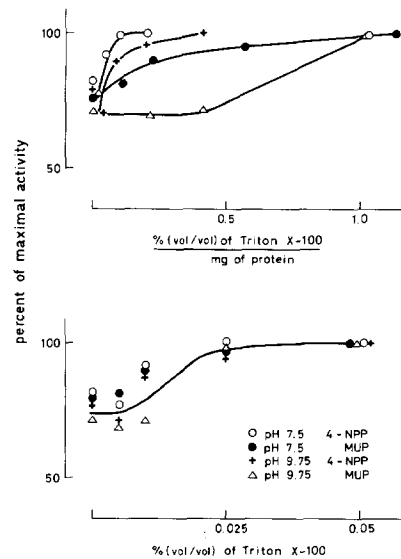 percent of maximal activity
100
50
0.5
1.0
% (vol/vol) of Triton X-100
mg of protein
100
50
○ pH 7.5 4-NPP
● pH 7.5 MUP
+ pH 9.75 4-NPP
△ pH 9.75 MUP
0.025
0.05
% (vol/vol) of Triton X-100